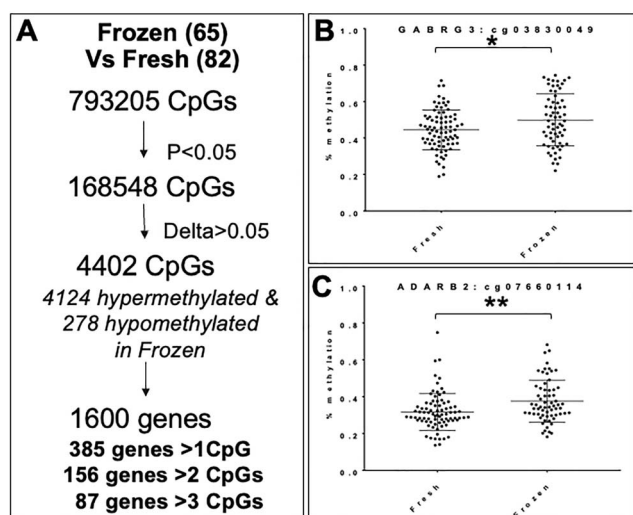 A
Frozen (65)
Vs Fresh (82)
793205 CpGs
P<0.05
168548 CpGs
Delta>0.05
4402 CpGs
4124 hypermethylated &
278 hypomethylated
in Frozen
1600 genes
385 genes >1CpG
156 genes >2 CpGs
87 genes >3 CpGs
B
GABRG3: cg03830049
*
% methylation
1.0
0.8
0.6
0.4
0.2
0.0
Fresh
Frozen
C
ADARB2: cg07660114
**
% methylation
1.0
0.8
0.6
0.4
0.2
0.0
Fresh
Frozen